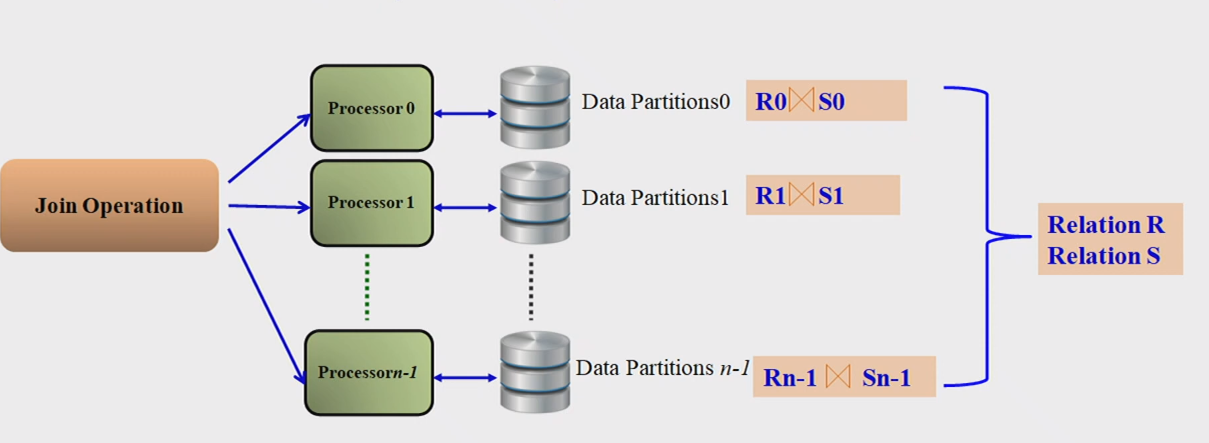 Join Operation
Processor 0
Data Partitions0
R0⋈S0
Processor 1
Data Partitions1
R1⋈S1
Relation R
Relation S
Processorn-1
Data Partitions n-1
Rn-1 ⋈ Sn-1